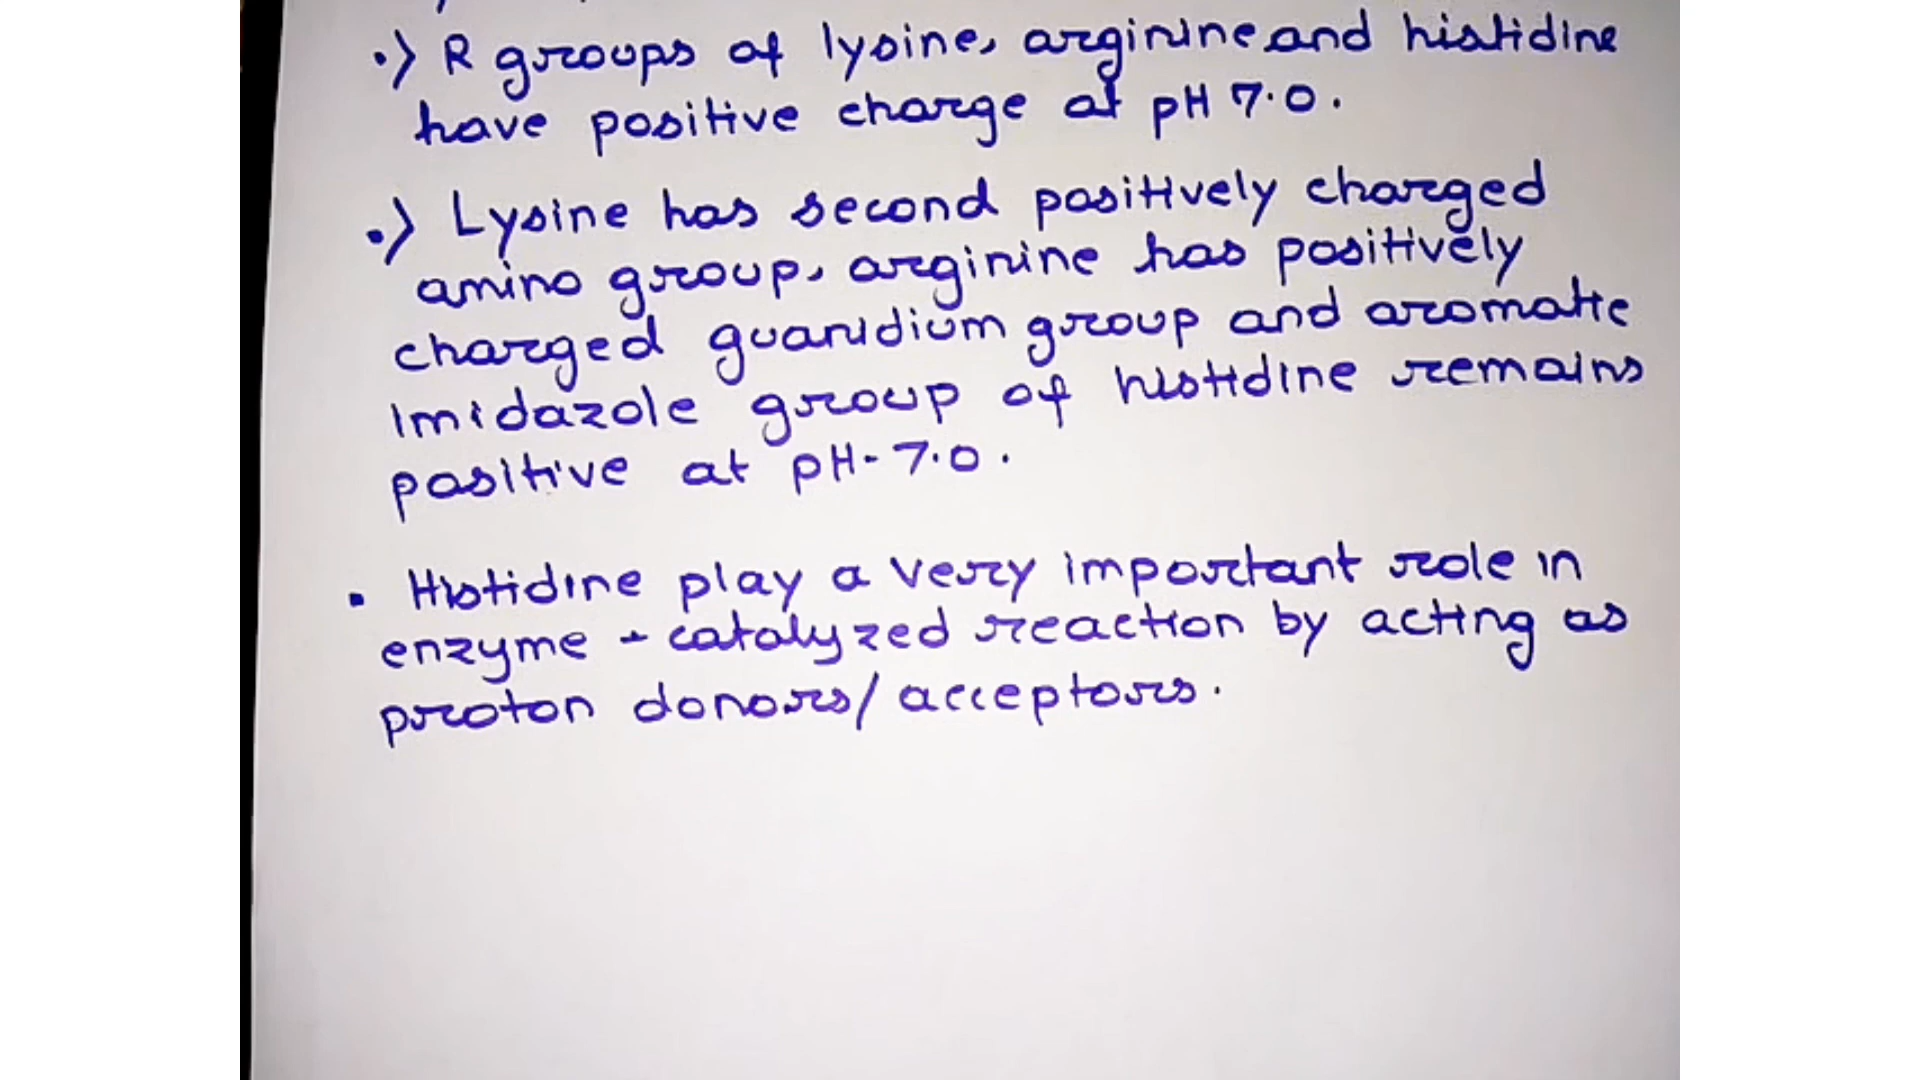 •) R groups of lysine, arginine and histidine
have positive charge at pH 7.0.
•) Lysine has second positively charged
amino group, arginine has positively
charged guanidium group and aromatic
imidazole group of histidine remains
positive at pH- 7.0.
• Histidine play a very important role in
enzyme - catalyzed reaction by acting as
proton donors/ acceptors.